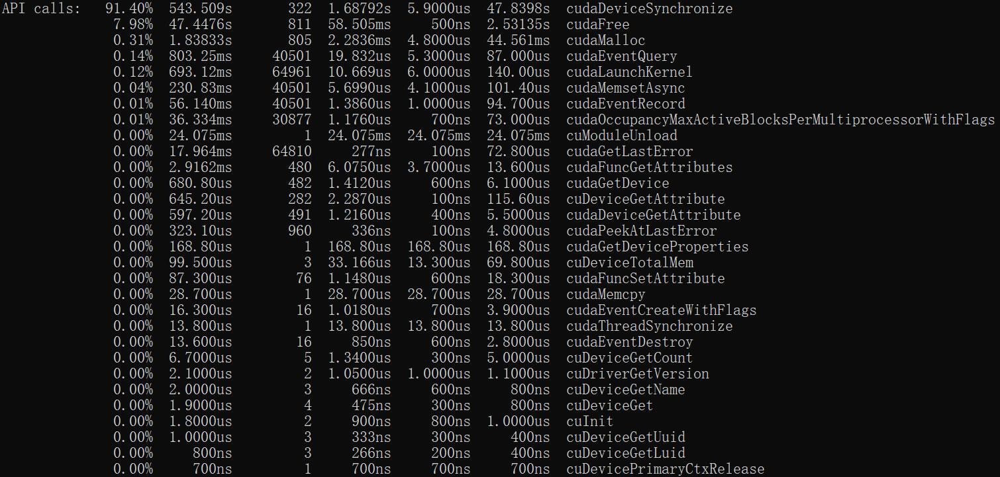 API calls: 91.40% 543.509s 322 1.68792s 5.9000us 47.8398s cudaDeviceSynchronize
7.98% 47.4476s 811 58.505ms 500ns 2.53135s cudaFree
0.31% 1.83833s 805 2.2836ms 4.8000us 44.561ms cudaMalloc
0.14% 803.25ms 40501 19.832us 5.3000us 87.000us cudaEventQuery
0.12% 693.12ms 64961 10.669us 6.0000us 140.00us cudaLaunchKernel
0.04% 230.83ms 40501 5.6990us 4.1000us 101.40us cudaMemsetAsync
0.01% 56.140ms 40501 1.3860us 1.0000us 94.700us cudaEventRecord
0.01% 36.334ms 30877 1.1760us 700ns 73.000us cudaOccupancyMaxActiveBlocksPerMultiprocessorWithFlags
0.00% 24.075ms 1 24.075ms 24.075ms 24.075ms cuModuleUnload
0.00% 17.964ms 64810 277ns 100ns 72.800us cudaGetLastError
0.00% 2.9162ms 480 6.0750us 3.7000us 13.600us cudaFuncGetAttributes
0.00% 680.80us 482 1.4120us 600ns 6.1000us cudaGetDevice
0.00% 645.20us 282 2.2870us 100ns 115.60us cuDeviceGetAttribute
0.00% 597.20us 491 1.2160us 400ns 5.5000us cudaDeviceGetAttribute
0.00% 323.10us 960 336ns 100ns 4.8000us cudaPeekAtLastError
0.00% 168.80us 1 168.80us 168.80us 168.80us cudaGetDeviceProperties
0.00% 99.500us 3 33.166us 13.300us 69.800us cuDeviceTotalMem
0.00% 87.300us 76 1.1480us 600ns 18.300us cudaFuncSetAttribute
0.00% 28.700us 1 28.700us 28.700us 28.700us cudaMemcpy
0.00% 16.300us 16 1.0180us 700ns 3.9000us cudaEventCreateWithFlags
0.00% 13.800us 1 13.800us 13.800us 13.800us cudaThreadSynchronize
0.00% 13.600us 16 850ns 600ns 2.8000us cudaEventDestroy
0.00% 6.7000us 5 1.3400us 300ns 5.0000us cuDeviceGetCount
0.00% 2.1000us 2 1.0500us 1.0000us 1.1000us cuDriverGetVersion
0.00% 2.0000us 3 666ns 600ns 800ns cuDeviceGetName
0.00% 1.9000us 4 475ns 300ns 800ns cuDeviceGet
0.00% 1.8000us 2 900ns 800ns 1.0000us cuInit
0.00% 1.0000us 3 333ns 300ns 400ns cuDeviceGetUuid
0.00% 800ns 3 266ns 200ns 400ns cuDeviceGetLuid
0.00% 700ns 1 700ns 700ns 700ns cuDevicePrimaryCtxRelease